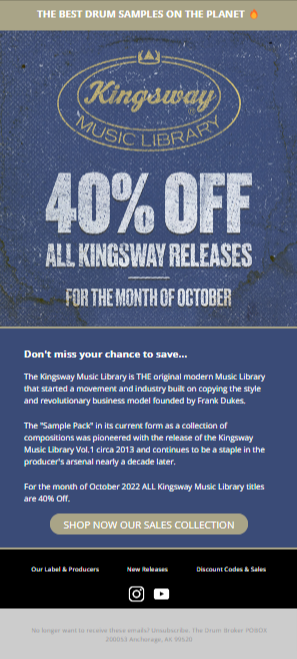 THE BEST DRUM SAMPLES ON THE PLANET 🔥
Kingsway
MUSIC LIBRARY
40% OFF
ALL KINGSWAY RELEASES
FOR THE MONTH OF OCTOBER
Don't miss your chance to save...
The Kingsway Music Library is THE original modern Music Library
that started a movement and industry built on copying the style
and revolutionary business model founded by Frank Dukes.
The "Sample Pack" in its current form as a collection of
compositions was pioneered with the release of the Kingsway
Music Library Vol.1 circa 2013 and continues to be a staple in the
producer's arsenal nearly a decade later.
For the month of October 2022 ALL Kingsway Music Library titles
are 40% Off.
SHOP NOW OUR SALES COLLECTION
Our Label & Producers
New Releases
Discount Codes & Sales
No longer want to receive these emails? Unsubscribe. The Drum Broker POBOX
200053 Anchorage, AK 99520